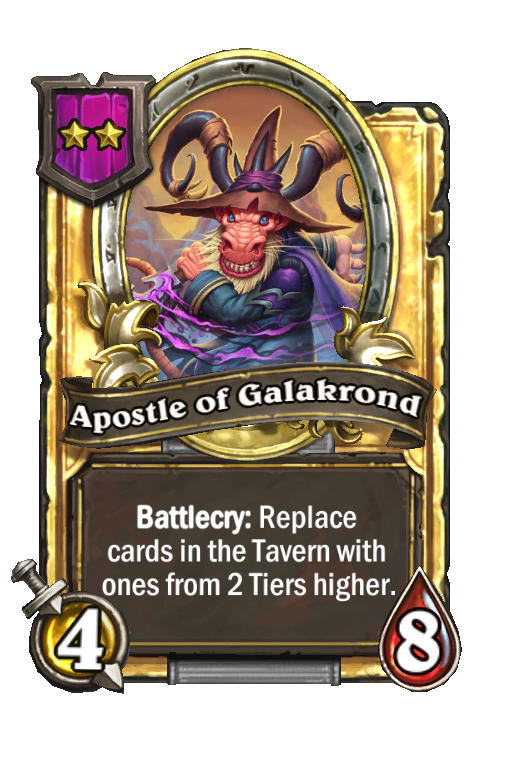 Apostle of Galakrond
Battlecry: Replace
cards in the Tavern with
ones from 2 Tiers higher.
4
8